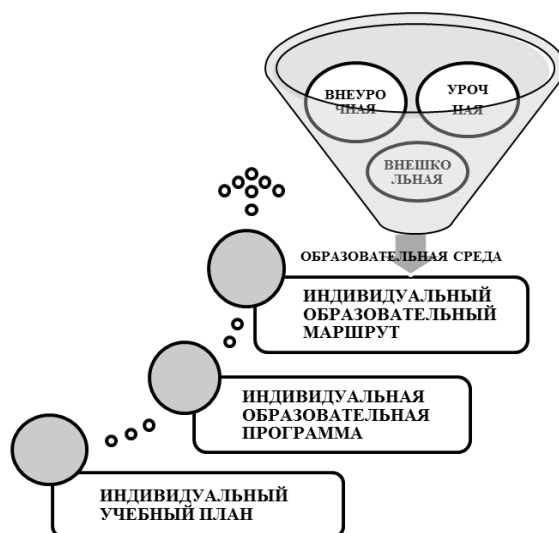 ВНЕУРО
ЧНАЯ
УРОЧ
НАЯ
ВНЕШКО
ЛЬНАЯ
ОБРАЗОВАТЕЛЬНАЯ СРЕДА
ИНДИВИДУАЛЬНЫЙ
ОБРАЗОВАТЕЛЬНЫЙ
МАРШРУТ
ИНДИВИДУАЛЬНАЯ
ОБРАЗОВАТЕЛЬНАЯ
ПРОГРАММА
ИНДИВИДУАЛЬНЫЙ
УЧЕБНЫЙ ПЛАН